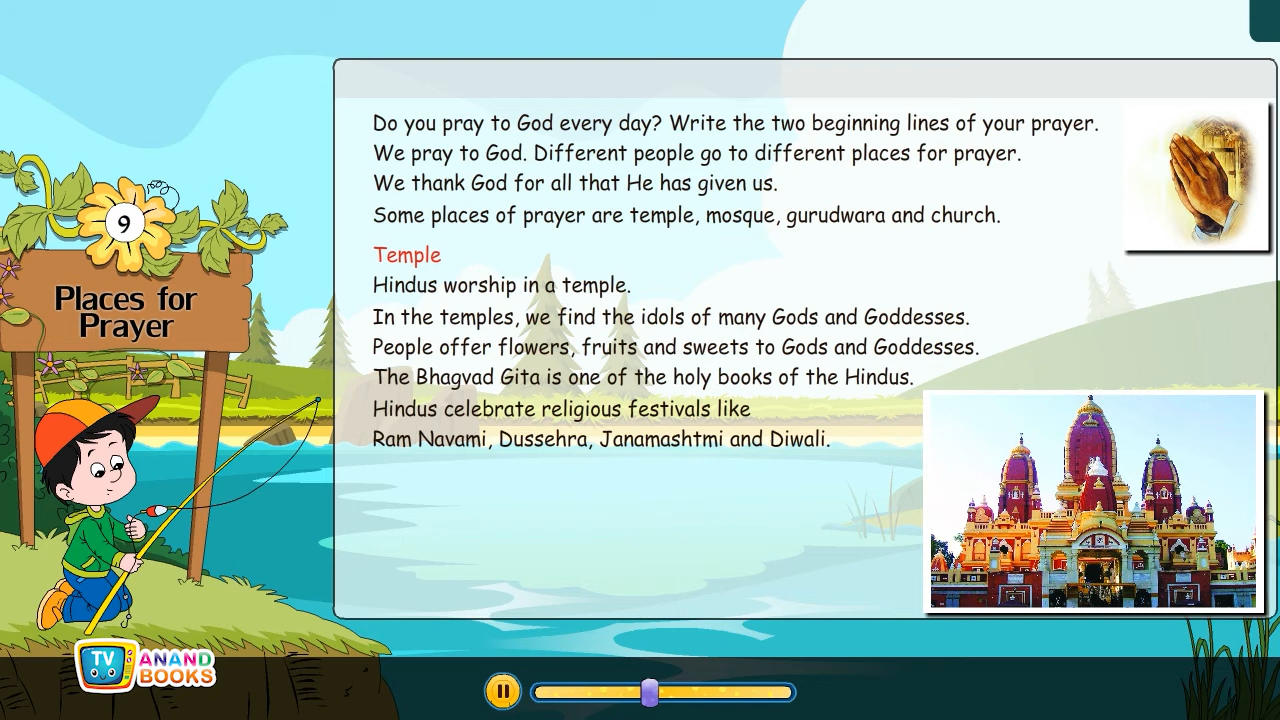 Do you pray to God every day? Write the two beginning lines of your prayer.
We pray to God. Different people go to different places for prayer.
We thank God for all that He has given us.
Some places of prayer are temple, mosque, gurudwara and church.
Temple
Hindus worship in a temple.
In the temples, we find the idols of many Gods and Goddesses.
People offer flowers, fruits and sweets to Gods and Goddesses.
The Bhagvad Gita is one of the holy books of the Hindus.
Hindus celebrate religious festivals like
Ram Navami, Dussehra, Janamashtmi and Diwali.
9
Places for
Prayer
TV
ANAND
BOOKS